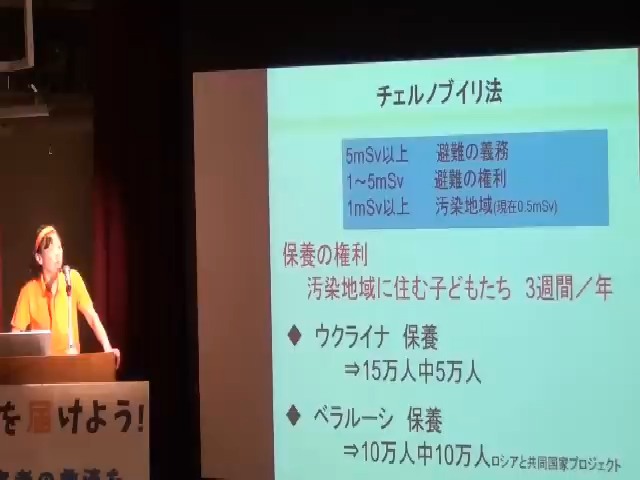 チェルノブイリ法
5mSv以上 避難の義務
1～5mSv 避難の権利
1mSv以上 汚染地域(現在0.5mSv)
保養の権利
汚染地域に住む子どもたち 3週間／年
◆ ウクライナ 保養
⇒15万人中5万人
◆ ベラルーシ 保養
⇒10万人中10万人ロシアと共同国家プロジェクト
を届けよう!